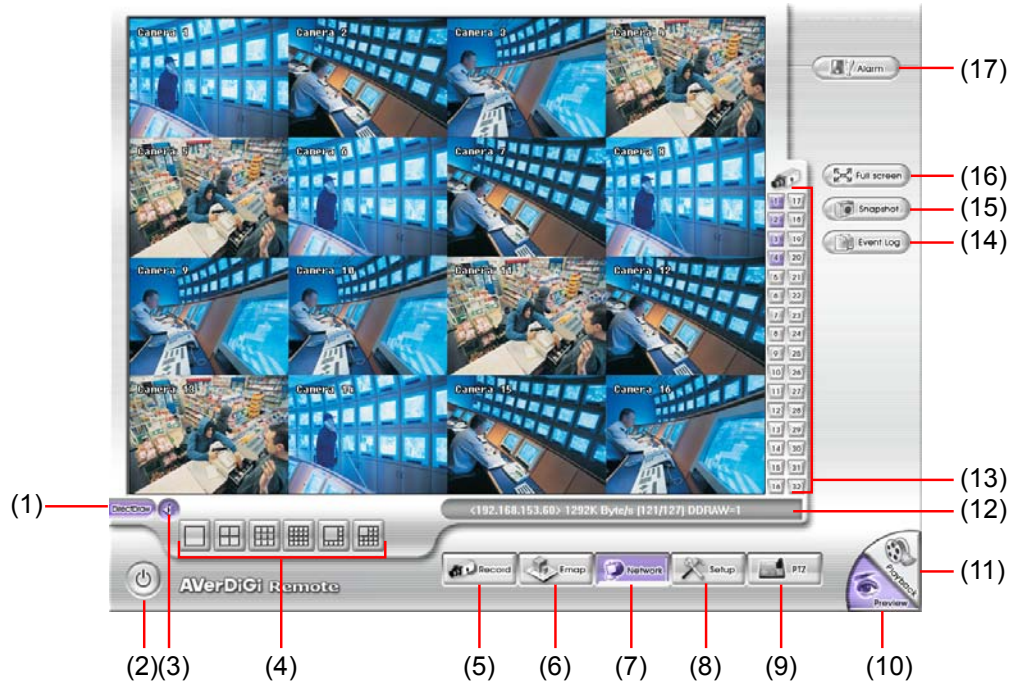 Camera 1
Camera 2
Camera 3
Camera 4
(17)
Alarm
Camera 5
Camera 6
Camera 7
Camera 8
Full screen
(16)
Snapshot
(15)
Event Log
(14)
1 17
2 18
3 19
4 20
5 21
6 22
7 23
8 24
9 25
10 26
11 27
12 28
13 29
14 30
15 31
16 32
Camera 9
Camera 10
Camera 11
Camera 12
Camera 13
Camera 14
Camera 15
Camera 16
(13)
(1)
DirectDraw
<192.168.153.60> 1292K Byte/s [121/127] DDRAW=1
(12)
AVerDiGi Remote
Record
Emap
Network
Setup
PTZ
Playback
Preview
(11)
(2)(3)
(4)
(5)
(6)
(7)
(8)
(9)
(10)